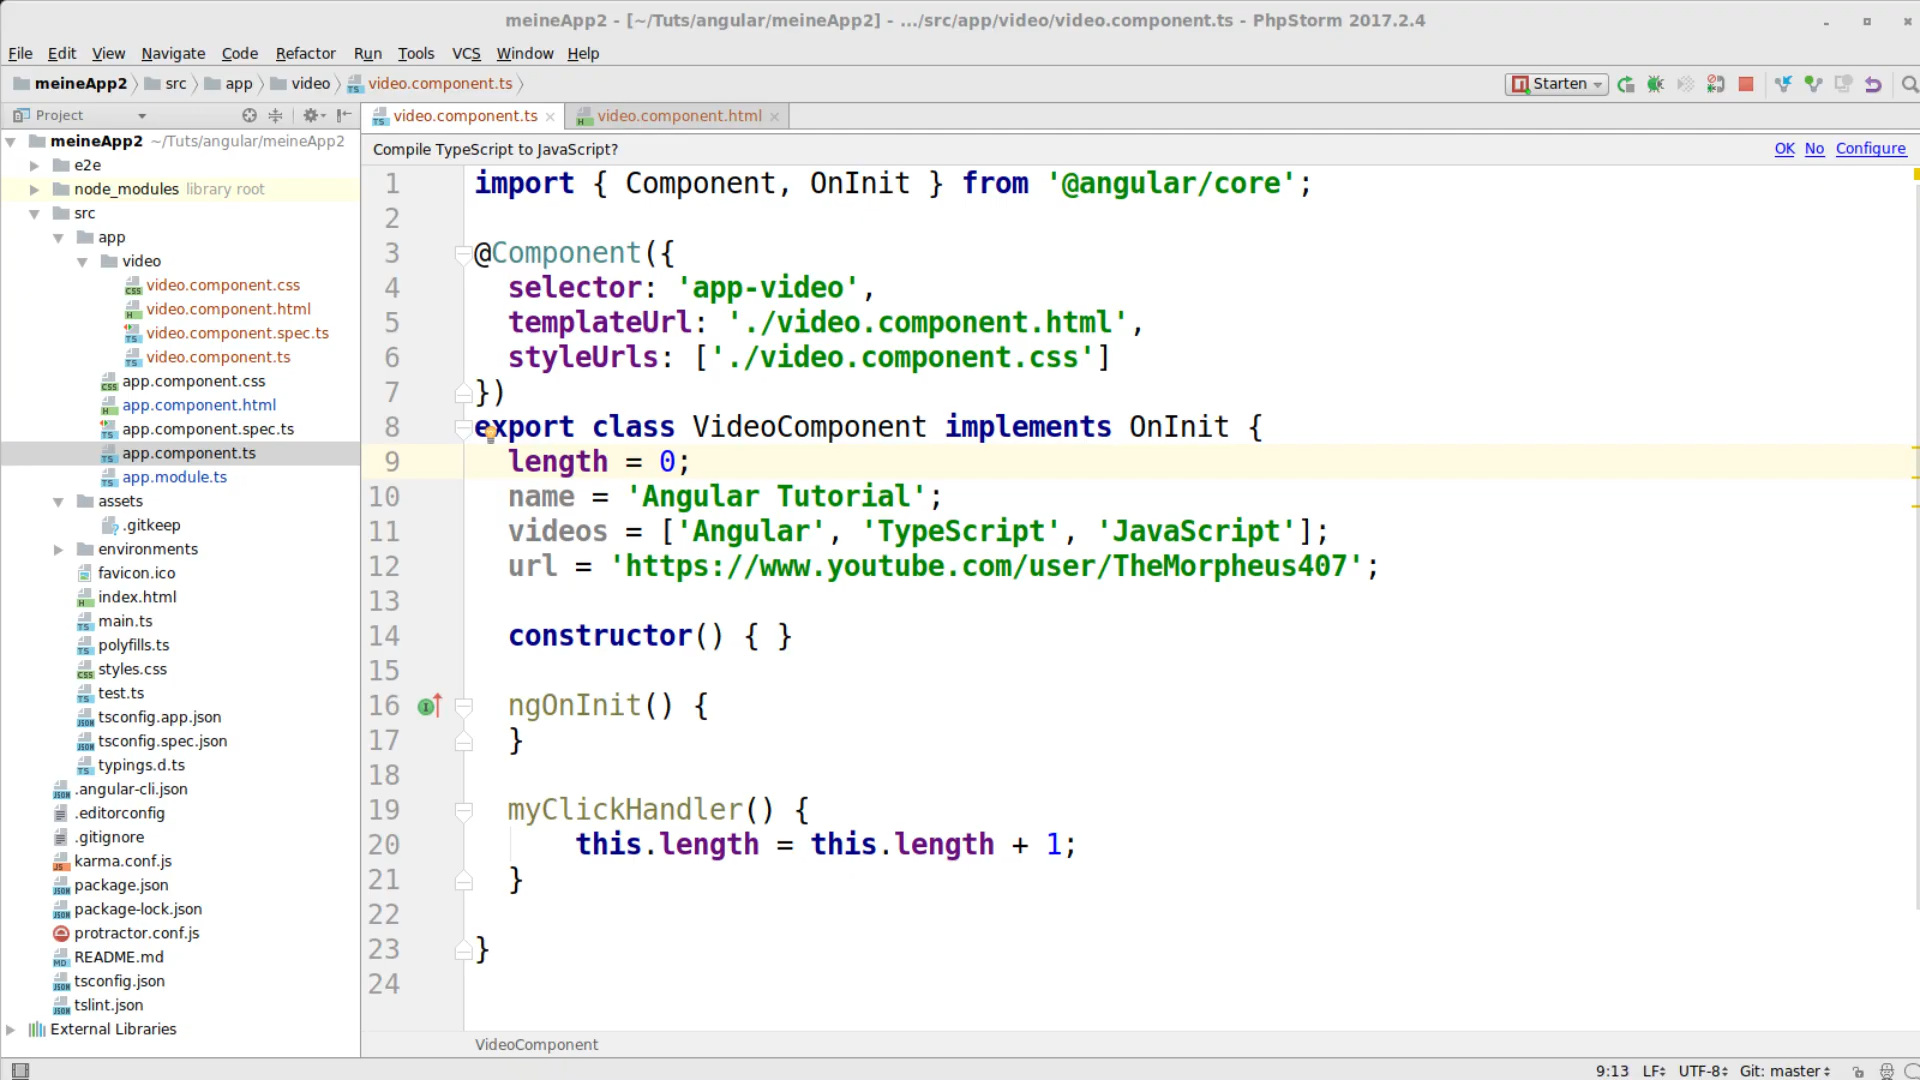 meineApp2 - [~/Tuts/angular/meineApp2] - .../src/app/video/video.component.ts - PhpStorm 2017.2.4
File Edit View Navigate Code Refactor Run Tools VCS Window Help
meineApp2 src app video video.component.ts Starten
Project video.component.ts video.component.html
Compile TypeScript to JavaScript? OK No Configure
meineApp2 ~/Tuts/angular/meineApp2
e2e
node_modules library root
src
app
video
video.component.css
video.component.html
video.component.spec.ts
video.component.ts
app.component.css
app.component.html
app.component.spec.ts
app.component.ts
app.module.ts
assets
.gitkeep
environments
favicon.ico
index.html
main.ts
polyfills.ts
styles.css
test.ts
tsconfig.app.json
tsconfig.spec.json
typings.d.ts
.angular-cli.json
.editorconfig
.gitignore
karma.conf.js
package.json
package-lock.json
protractor.conf.js
README.md
tsconfig.json
tslint.json
External Libraries
1 import { Component, OnInit } from '@angular/core';
2
3 @Component({
4 selector: 'app-video',
5 templateUrl: './video.component.html',
6 styleUrls: ['./video.component.css']
7 })
8 export class VideoComponent implements OnInit {
9 length = 0;
10 name = 'Angular Tutorial';
11 videos = ['Angular', 'TypeScript', 'JavaScript'];
12 url = 'https://www.youtube.com/user/TheMorpheus407';
13
14 constructor() { }
15
16 ngOnInit() {
17 }
18
19 myClickHandler() {
20 this.length = this.length + 1;
21 }
22
23 }
24
VideoComponent
9:13 LF UTF-8 Git: master